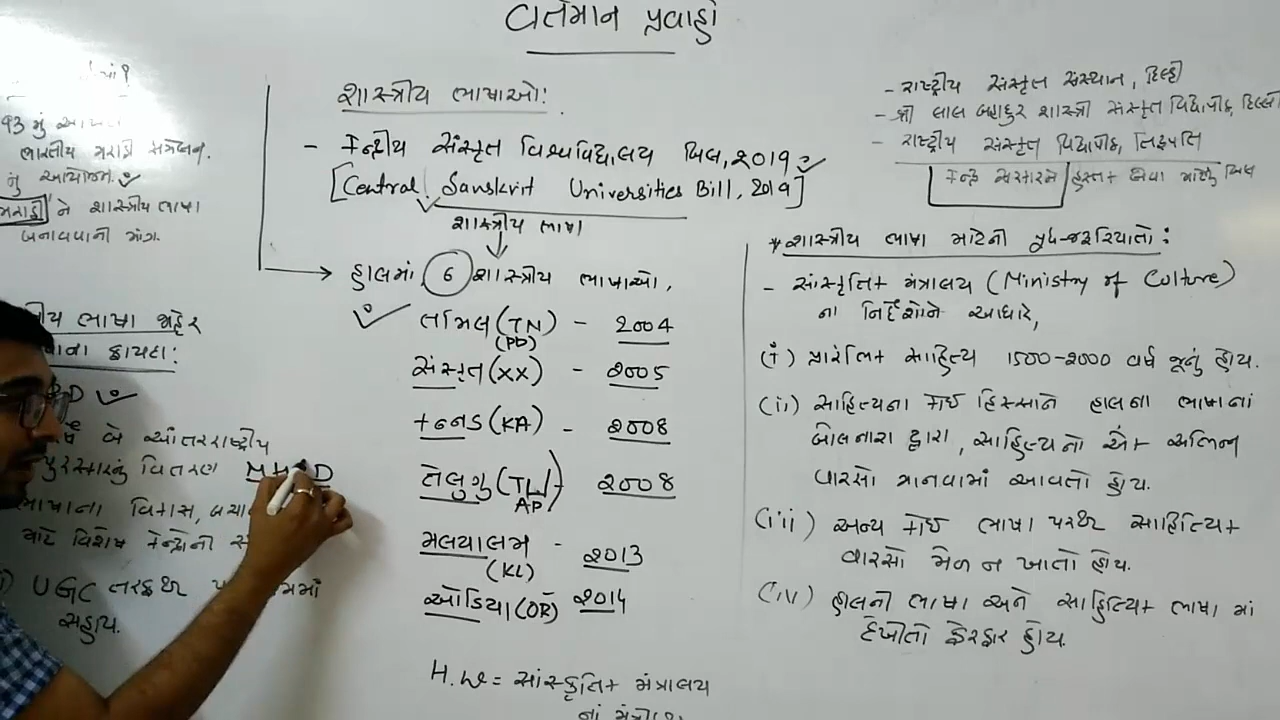 વર્તમાન પ્રવાહો
93 મું
ભારતીય મરાઠી સંમેલન.
નું આયોજન.
મરાઠી ને શાસ્ત્રીય ભાષા
બનાવવાની માંગ.
ભાષા જાહેર
ફાયદા:
બે આંતરરાષ્ટ્રીય
પુરસ્કારનું વિતરણ MHRD
ભાષાના વિકાસ,
માટે વિશેષ કેન્દ્રોની
UGC તરફથી
સહાય.
શાસ્ત્રીય ભાષાઓ:
- કેન્દ્રીય સંસ્કૃત વિશ્વવિદ્યાલય બિલ, 2019
[Central Sanskrit Universities Bill, 2019]
શાસ્ત્રીય ભાષા
હાલમાં 6 શાસ્ત્રીય ભાષાઓ,
તમિલ (TN) - 2004
(PD)
સંસ્કૃત (XX) - 2005
કન્નડ (KA) - 2008
તેલુગુ (TL) - 2008
AP
મલયાલમ - 2013
(KL)
ઓડિયા (OR) 2014
H.W = સાંસ્કૃતિક મંત્રાલય
નાં
- રાષ્ટ્રીય સંસ્કૃત સંસ્થાન, દિલ્હી
- શ્રી લાલ બહાદુર શાસ્ત્રી સંસ્કૃત વિદ્યાપીઠ, દિલ્હી
- રાષ્ટ્રીય સંસ્કૃત વિદ્યાપીઠ, તિરુપતિ
કેન્દ્ર સરકારને હસ્તક લેવા માટેનું બિલ
* શાસ્ત્રીય ભાષા માટેની પૂર્વ-જરૂરિયાતો:
- સાંસ્કૃતિક મંત્રાલય (Ministry of Culture)
ના નિર્દેશોને આધારે,
(i) પ્રારંભિક સાહિત્ય 1500-2000 વર્ષ જૂનું હોય.
(ii) સાહિત્યના કોઈ હિસ્સાને હાલના ભાષાનાં
બોલનારા દ્વારા, સાહિત્યનો એક અભિન્ન
વારસો માનવામાં આવતો હોય.
(iii) અન્ય કોઈ ભાષા પરથી સાહિત્યિક
વારસો મેળ ન ખાતો હોય.
(iv) હાલની ભાષા અને સાહિત્યિક ભાષા માં
દેખીતો ફેરફાર હોય.